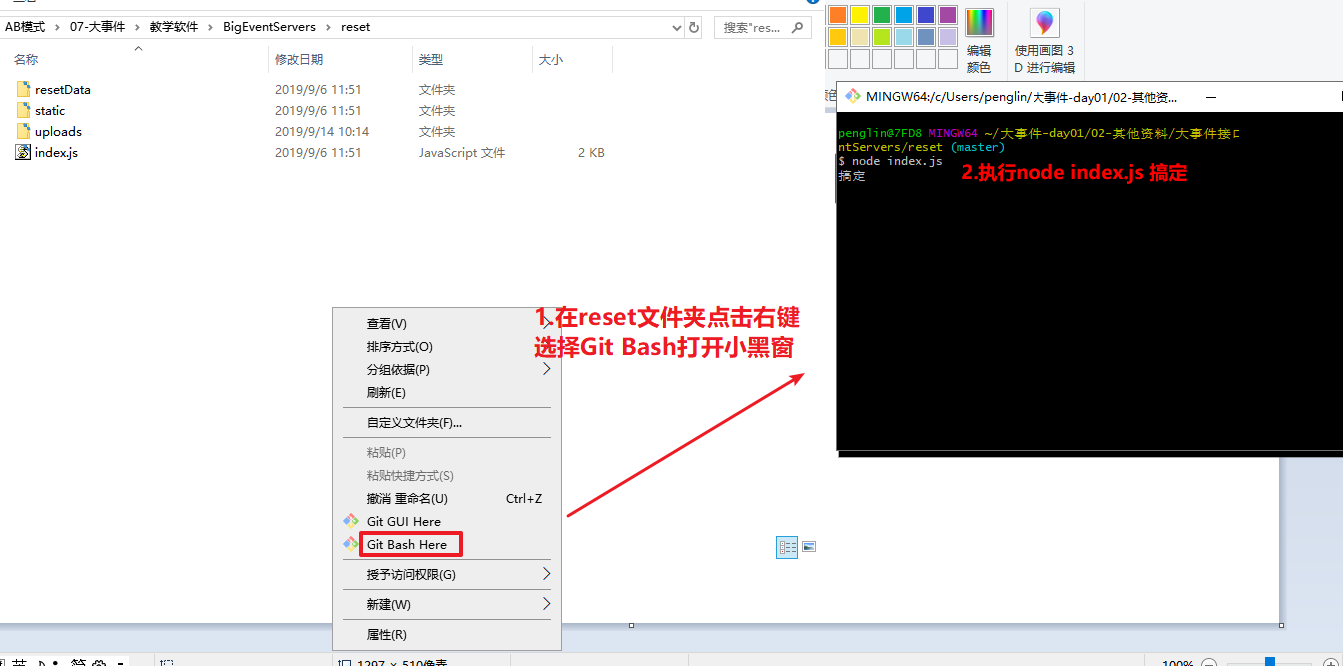 AB模式 › 07-大事件 › 教学软件 › BigEventServers › reset
搜索"res...
名称 修改日期 类型 大小
resetData 2019/9/6 11:51 文件夹
static 2019/9/6 11:51 文件夹
uploads 2019/9/14 10:14 文件夹
index.js 2019/9/6 11:51 JavaScript 文件 2 KB
编辑
颜色
使用画图 3
D 进行编辑
色
MINGW64:/c/Users/penglin/大事件-day01/02-其他资...
penglin@7FD8 MINGW64 ~/大事件-day01/02-其他资料/大事件接口
ntServers/reset (master)
$ node index.js
搞定
2.执行node index.js 搞定
1.在reset文件夹点击右键
选择Git Bash打开小黑窗
查看(V)
排序方式(O)
分组依据(P)
刷新(E)
自定义文件夹(F)...
粘贴(P)
粘贴快捷方式(S)
撤消 重命名(U) Ctrl+Z
Git GUI Here
Git Bash Here
授予访问权限(G)
新建(W)
属性(R)
英 简
1297 × 510像素
100%